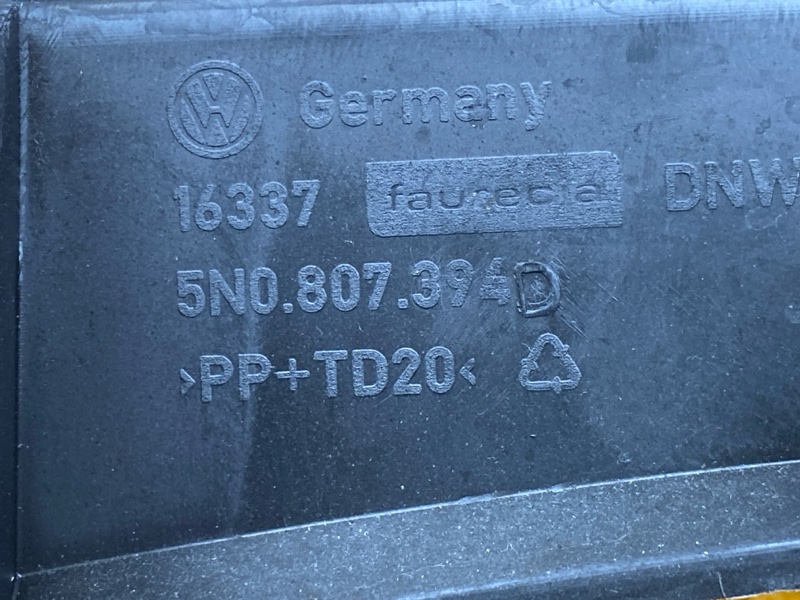 Germany
16337 faurecia DNW
5N0.807.394D
>PP+TD20<